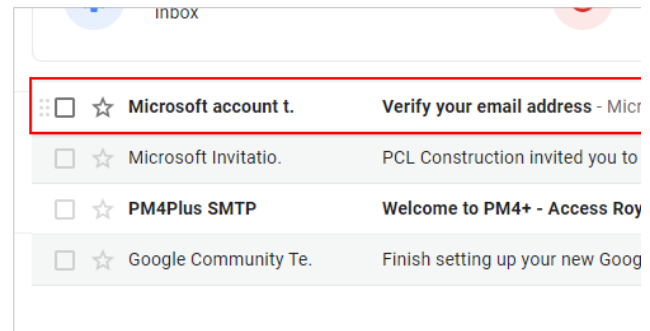 Inbox
Microsoft account t. Verify your email address - Micr
Microsoft Invitatio. PCL Construction invited you to
PM4Plus SMTP Welcome to PM4+ - Access Roy
Google Community Te. Finish setting up your new Goog